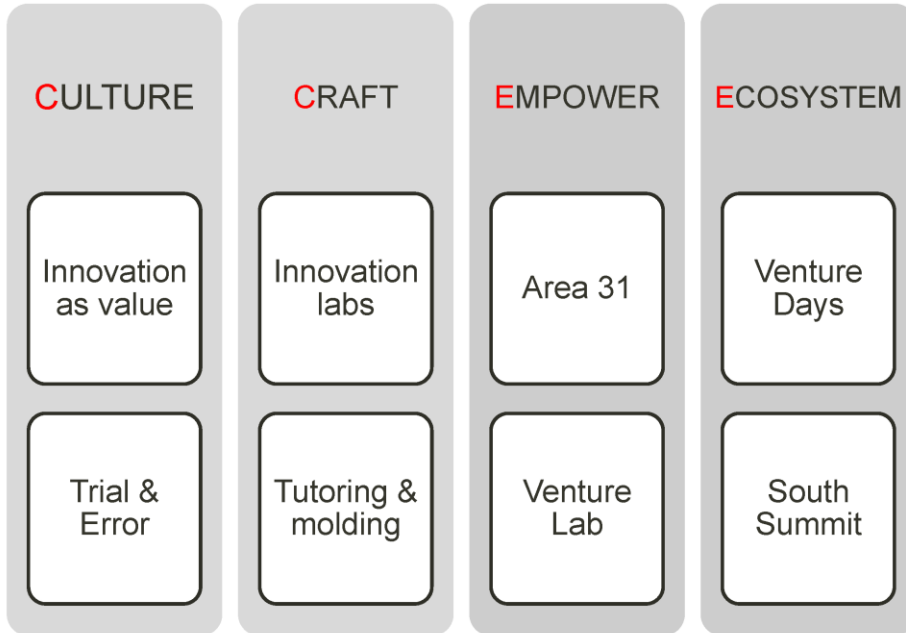 CULTURE
Innovation
as value
Trial &
Error
CRAFT
Innovation
labs
Tutoring &
molding
EMPOWER
Area 31
Venture
Lab
ECOSYSTEM
Venture
Days
South
Summit